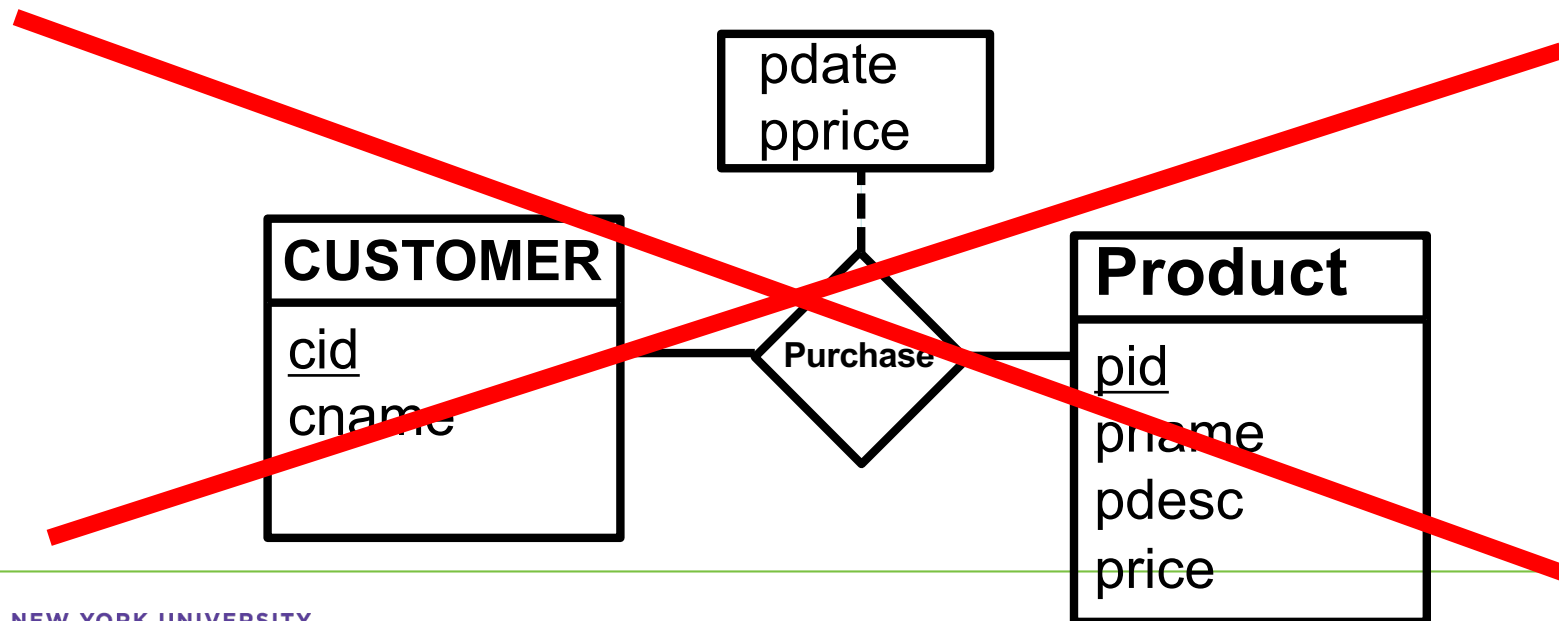 pdate
pprice
CUSTOMER
cid
cname
Purchase
Product
pid
pname
pdesc
price
NEW YORK UNIVERSITY